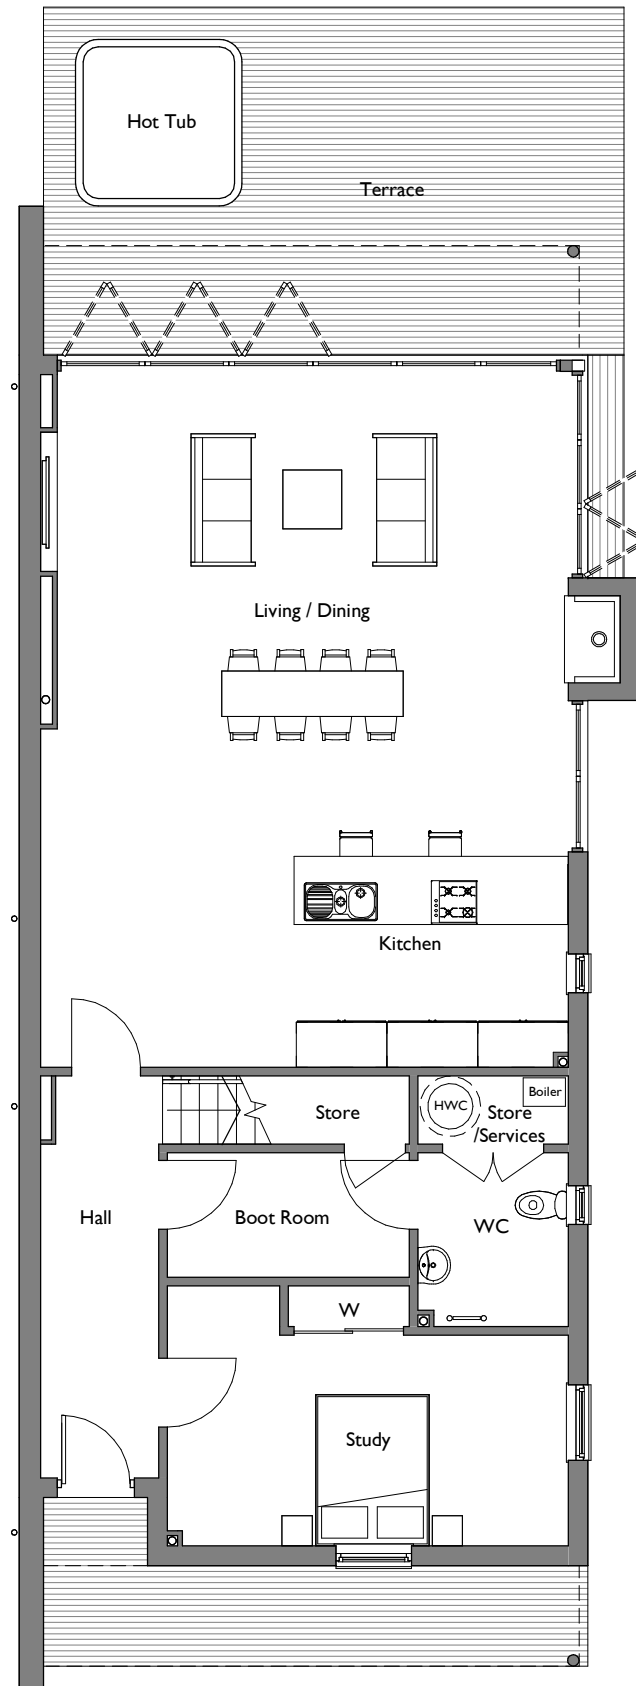 Hot Tub
Terrace
Living / Dining
Kitchen
Store
HWC
Boiler
Store
/Services
Hall
Boot Room
WC
W
Study